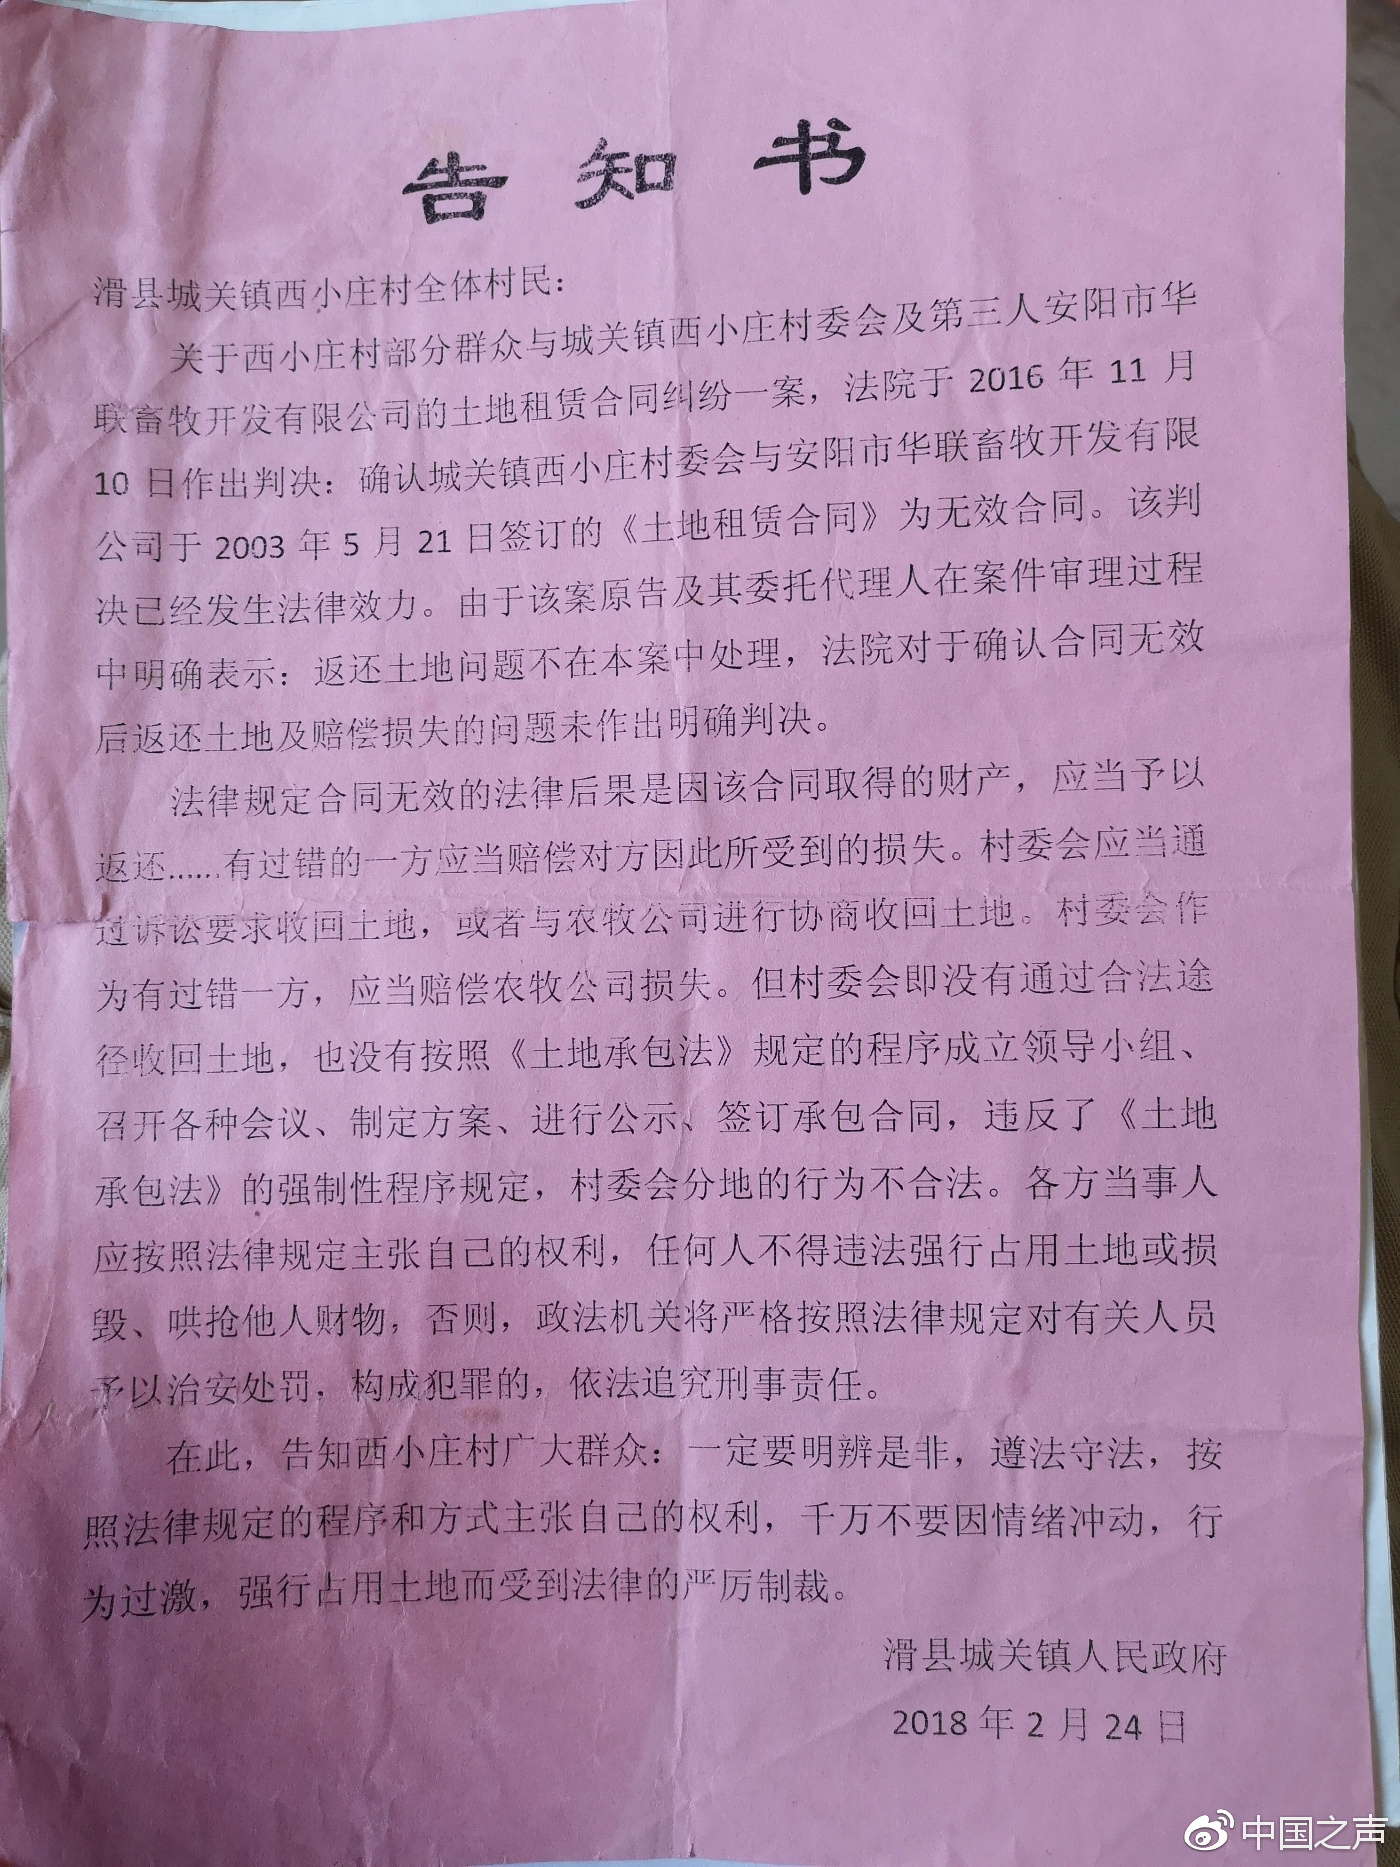 告知书
滑县城关镇西小庄村全体村民：
关于西小庄村部分群众与城关镇西小庄村委会及第三人安阳市华
联畜牧开发有限公司的土地租赁合同纠纷一案，法院于 2016 年 11 月
10 日作出判决：确认城关镇西小庄村委会与安阳市华联畜牧开发有限
公司于 2003 年 5 月 21 日签订的《土地租赁合同》为无效合同。该判
决已经发生法律效力。由于该案原告及其委托代理人在案件审理过程
中明确表示：返还土地问题不在本案中处理，法院对于确认合同无效
后返还土地及赔偿损失的问题未作出明确判决。
法律规定合同无效的法律后果是因该合同取得的财产，应当予以
返还……有过错的一方应当赔偿对方因此所受到的损失。村委会应当通
过诉讼要求收回土地，或者与农牧公司进行协商收回土地。村委会作
为有过错一方，应当赔偿农牧公司损失。但村委会即没有通过合法途
径收回土地，也没有按照《土地承包法》规定的程序成立领导小组、
召开各种会议、制定方案、进行公示、签订承包合同，违反了《土地
承包法》的强制性程序规定，村委会分地的行为不合法。各方当事人
应按照法律规定主张自己的权利，任何人不得违法强行占用土地或损
毁、哄抢他人财物，否则，政法机关将严格按照法律规定对有关人员
予以治安处罚，构成犯罪的，依法追究刑事责任。
在此，告知西小庄村广大群众：一定要明辨是非，遵法守法，按
照法律规定的程序和方式主张自己的权利，千万不要因情绪冲动，行
为过激，强行占用土地而受到法律的严厉制裁。
滑县城关镇人民政府
2018 年 2 月 24 日
中国之声